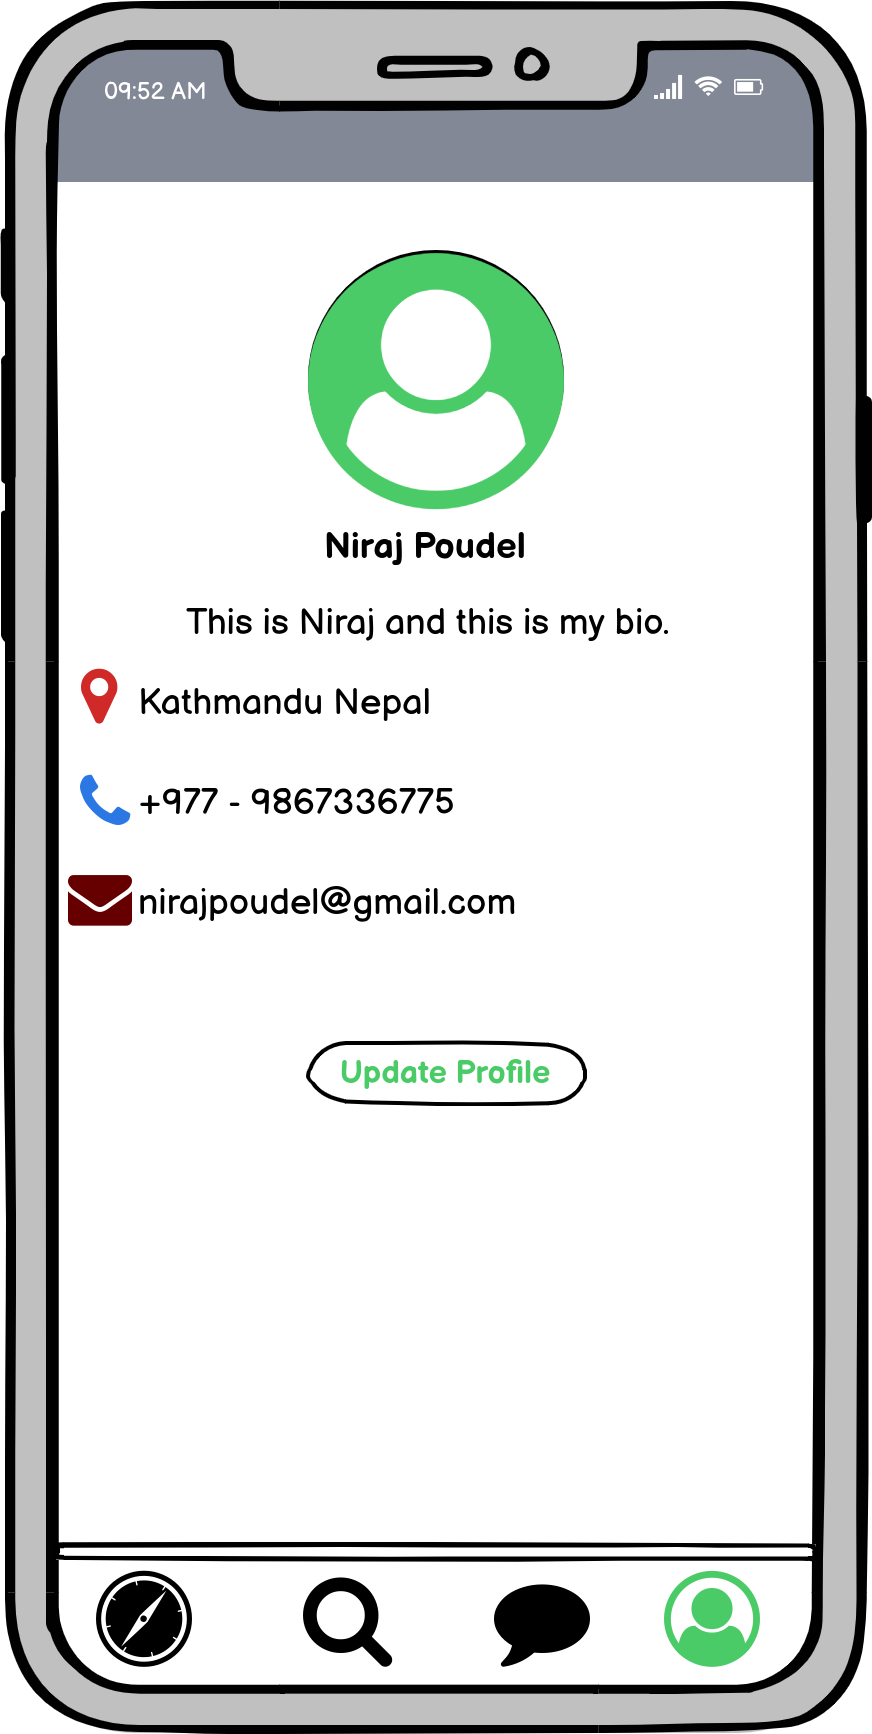 09:52 AM
Niraj Poudel
This is Niraj and this is my bio.
Kathmandu Nepal
+977 - 9867336775
nirajpoudel@gmail.com
Update Profile